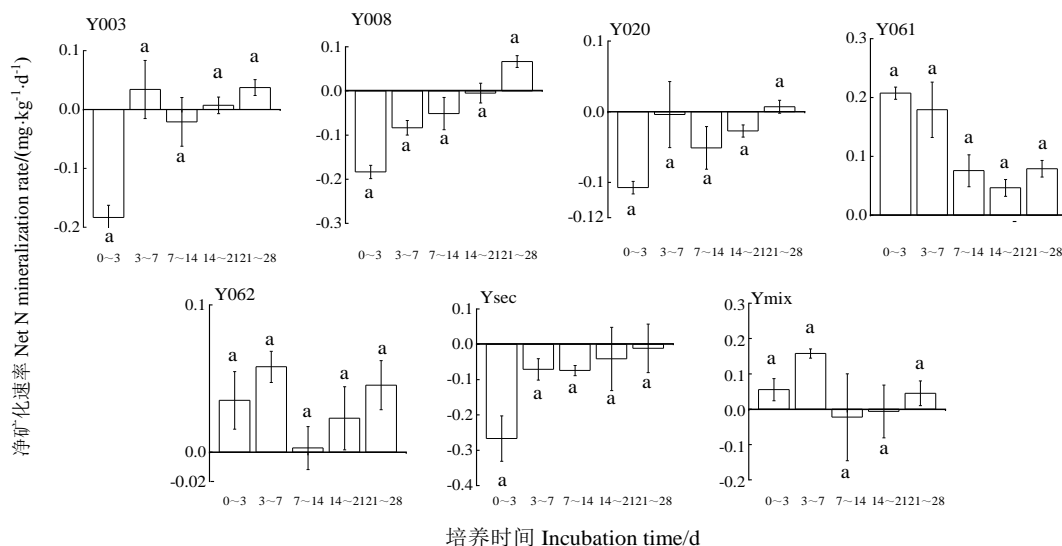 Y003
0.1
0.0
-0.1
-0.2
a a a a a
0~3 3~7 7~14 14~21 21~28
Y008
0.1
0.0
-0.1
-0.2
-0.3
a a a a a
0~3 3~7 7~14 14~21 21~28
Y020
0.1
0.0
-0.10
-0.12
a a a a a
0~3 3~7 7~14 14~21 21~28
Y061
0.2
0.1
0.0
a a a a a
-
0~3 3~7 7~14 14~21 21~28
净矿化速率 Net N mineralization rate/(mg·kg-1·d-1)
Y062
0.1
0.0
-0.02
a a a a a
0~3 3~7 7~14 14~21 21~28
Ysec
0.1
0.0
-0.1
-0.2
-0.3
-0.4
a a a a a
0~3 3~7 7~14 14~21 21~28
Ymix
0.3
0.2
0.1
0.0
-0.1
-0.2
a a a a a
0~3 3~7 7~14 14~21 21~28
培养时间 Incubation time/d